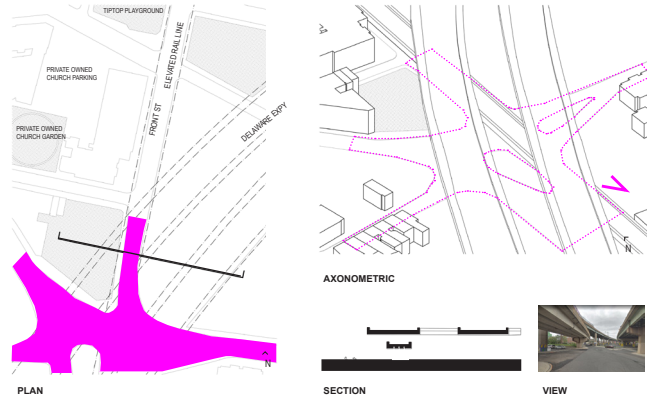 TIPTOP PLAYGROUND
ELEVATED RAIL LINE
PRIVATE OWNED
CHURCH PARKING
FRONT ST
DELAWARE EXPY
PRIVATE OWNED
CHURCH GARDEN
N
PLAN
N
AXONOMETRIC
SECTION
VIEW